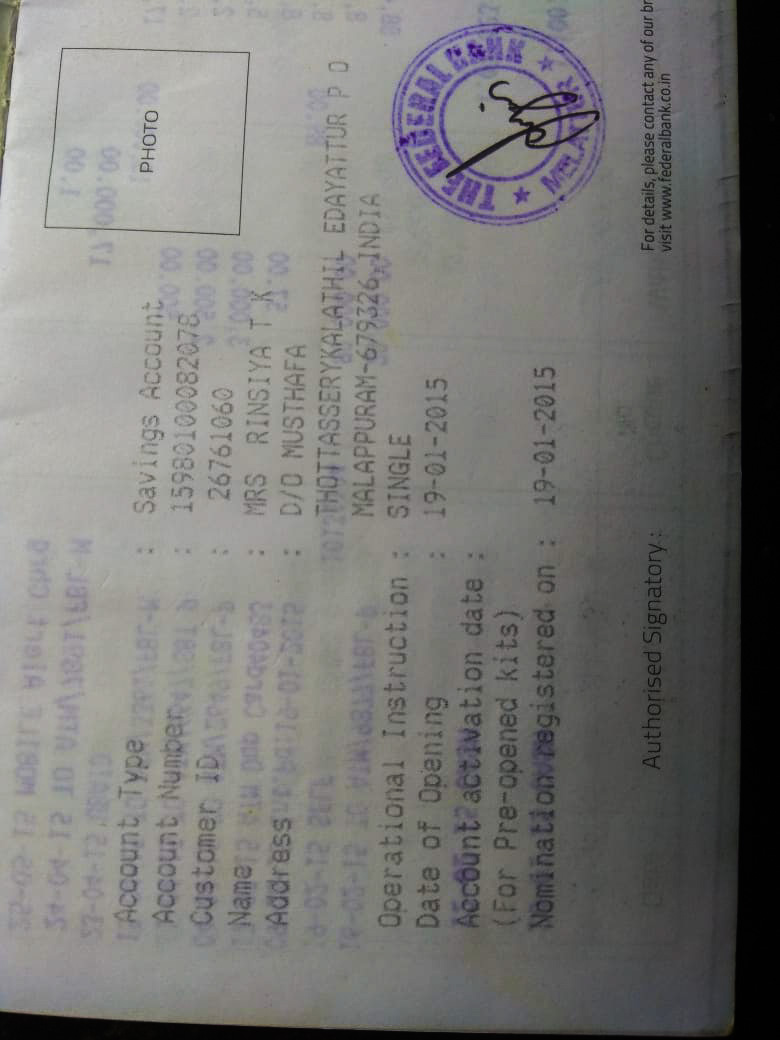 PHOTO
Account Type : Savings Account
Account Number : 15980100082078
Customer ID : 26761060
Name : MRS RINSIYA T K
Address : D/O MUSTHAFA
THOTTASSERYKALATHIL EDAYATTUR P O
MALAPPURAM-679326, INDIA
Operational Instruction : SINGLE
Date of Opening : 19-01-2015
Account activation date :
(For Pre-opened kits)
Nomination registered on : 19-01-2015
THE FEDERAL BANK
MELATTUR
Authorised Signatory :
For details, please contact any of our br
visit www.federalbank.co.in